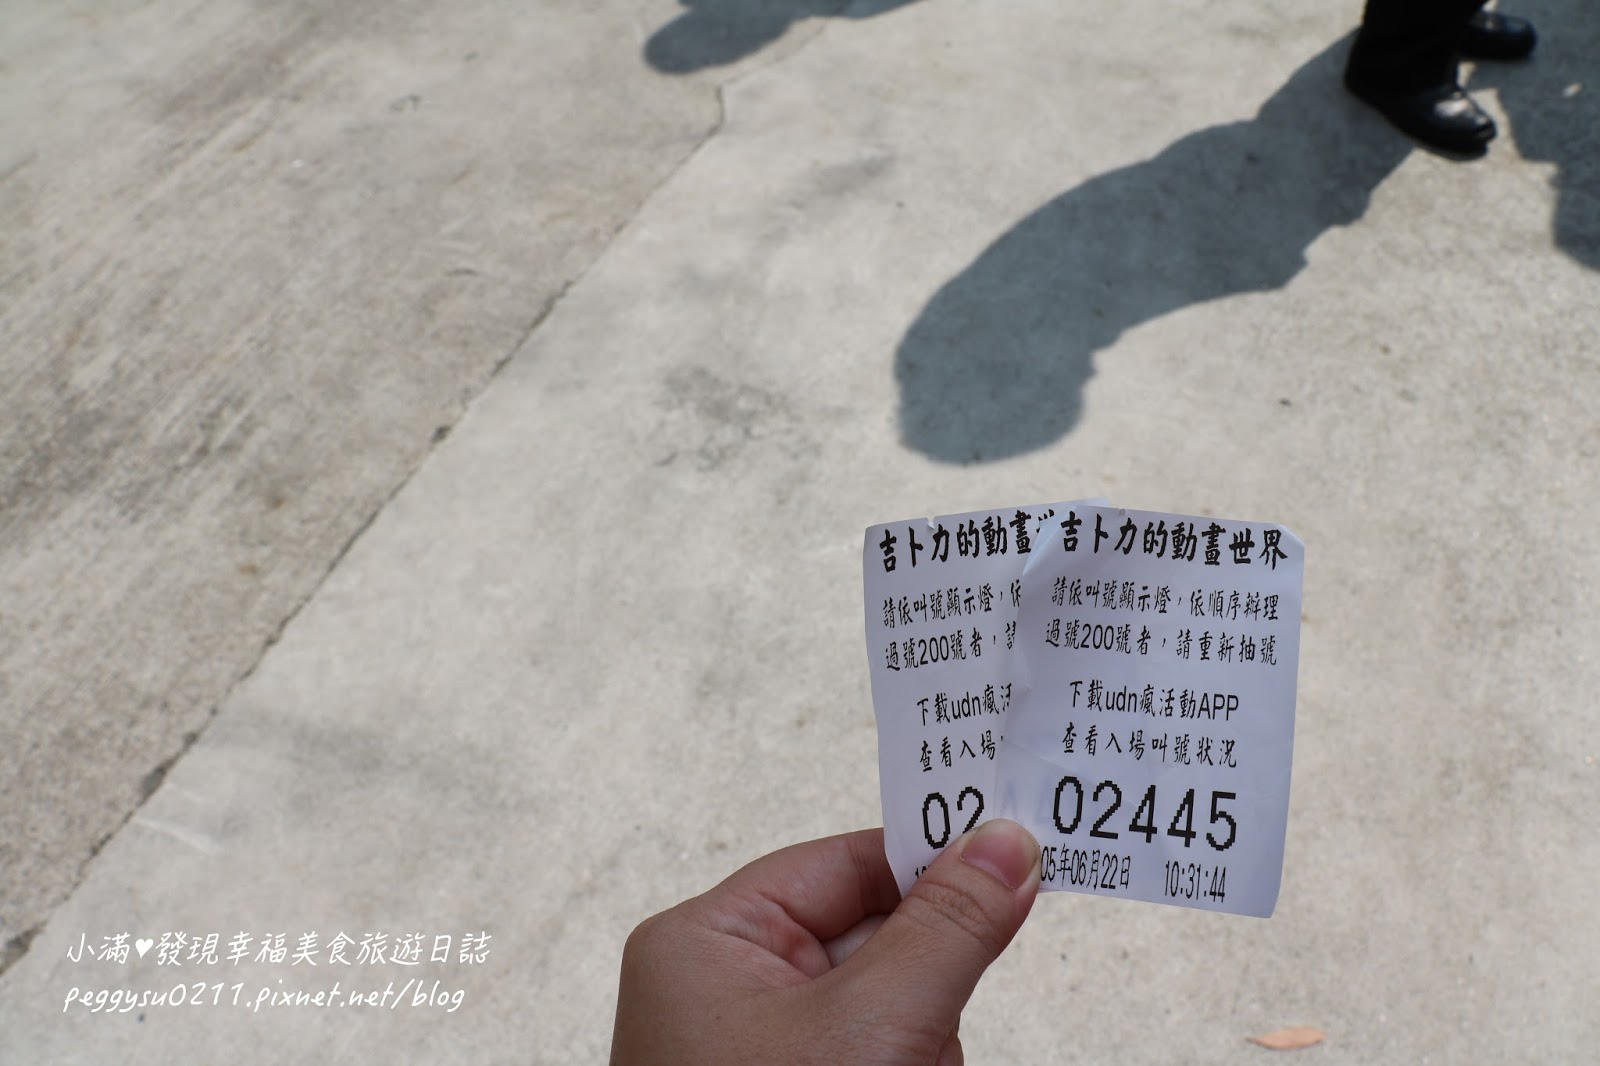 吉卜力的動畫世
請依叫號顯示燈，依
過號200號者，請
下載udn瘋活
查看入場
02
吉卜力的動畫世界
請依叫號顯示燈，依順序辦理
過號200號者，請重新抽號
下載udn瘋活動APP
查看入場叫號狀況
02445
05年06月22日 10:31:44
小滿♥發現幸福美食旅遊日誌
peggysu0211.pixnet.net/blog